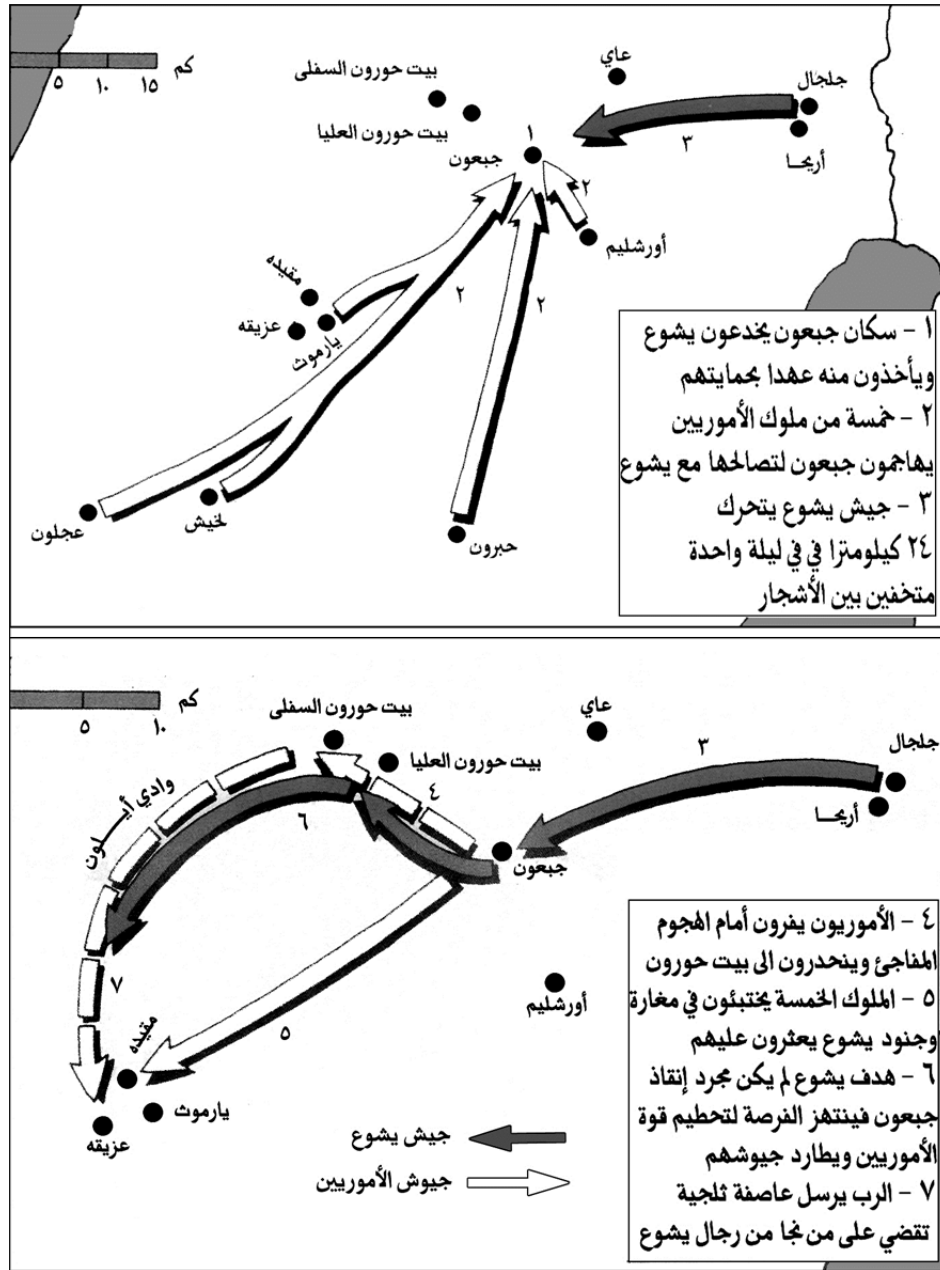 كم
٥ ١٠ ١٥
عاي
بيت حورون السفلى
جلجال
بيت حورون العليا
١
٣
أريحا
جبعون
٢
أورشليم
مقيده
٢
٢
عزيقه
يارموث
عجلون
لخيش
حبرون
١ - سكان جبعون يخدعون يشوع
ويأخذون منه عهدا بحمايتهم
٢ - خمسة من ملوك الأموريين
يهاجمون جبعون لتصالحها مع يشوع
٣ - جيش يشوع يتحرك
٢٤ كيلومترا في في ليلة واحدة
متخفين بين الأشجار
كم
٥ ١٠
عاي
بيت حورون السفلى
جلجال
٣
بيت حورون العليا
وادي أيلون
٤
أريحا
٦
جبعون
٧
أورشليم
٥
مقيده
يارموث
عزيقه
جيش يشوع
جيوش الأموريين
٤ - الأموريون يفرون أمام الهجوم
المفاجئ وينحدرون الى بيت حورون
٥ - الملوك الخمسة يختبئون في مغارة
وجنود يشوع يعثرون عليهم
٦ - هدف يشوع لم يكن مجرد إنقاذ
جبعون فينتهز الفرصة لتحطيم قوة
الأموريين ويطارد جيوشهم
٧ - الرب يرسل عاصفة ثلجية
تقضي على من نجا من رجال يشوع